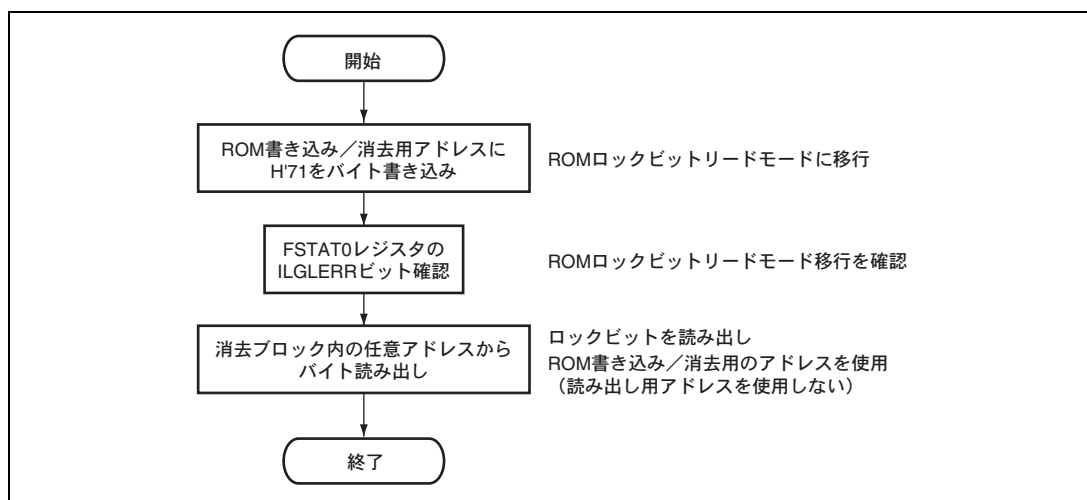 開始
ROM書き込み／消去用アドレスに
H'71をバイト書き込み
ROMロックビットリードモードに移行
FSTAT0レジスタの
ILGLERRビット確認
ROMロックビットリードモード移行を確認
消去ブロック内の任意アドレスから
バイト読み出し
ロックビットを読み出し
ROM書き込み／消去用のアドレスを使用
（読み出し用アドレスを使用しない）
終了